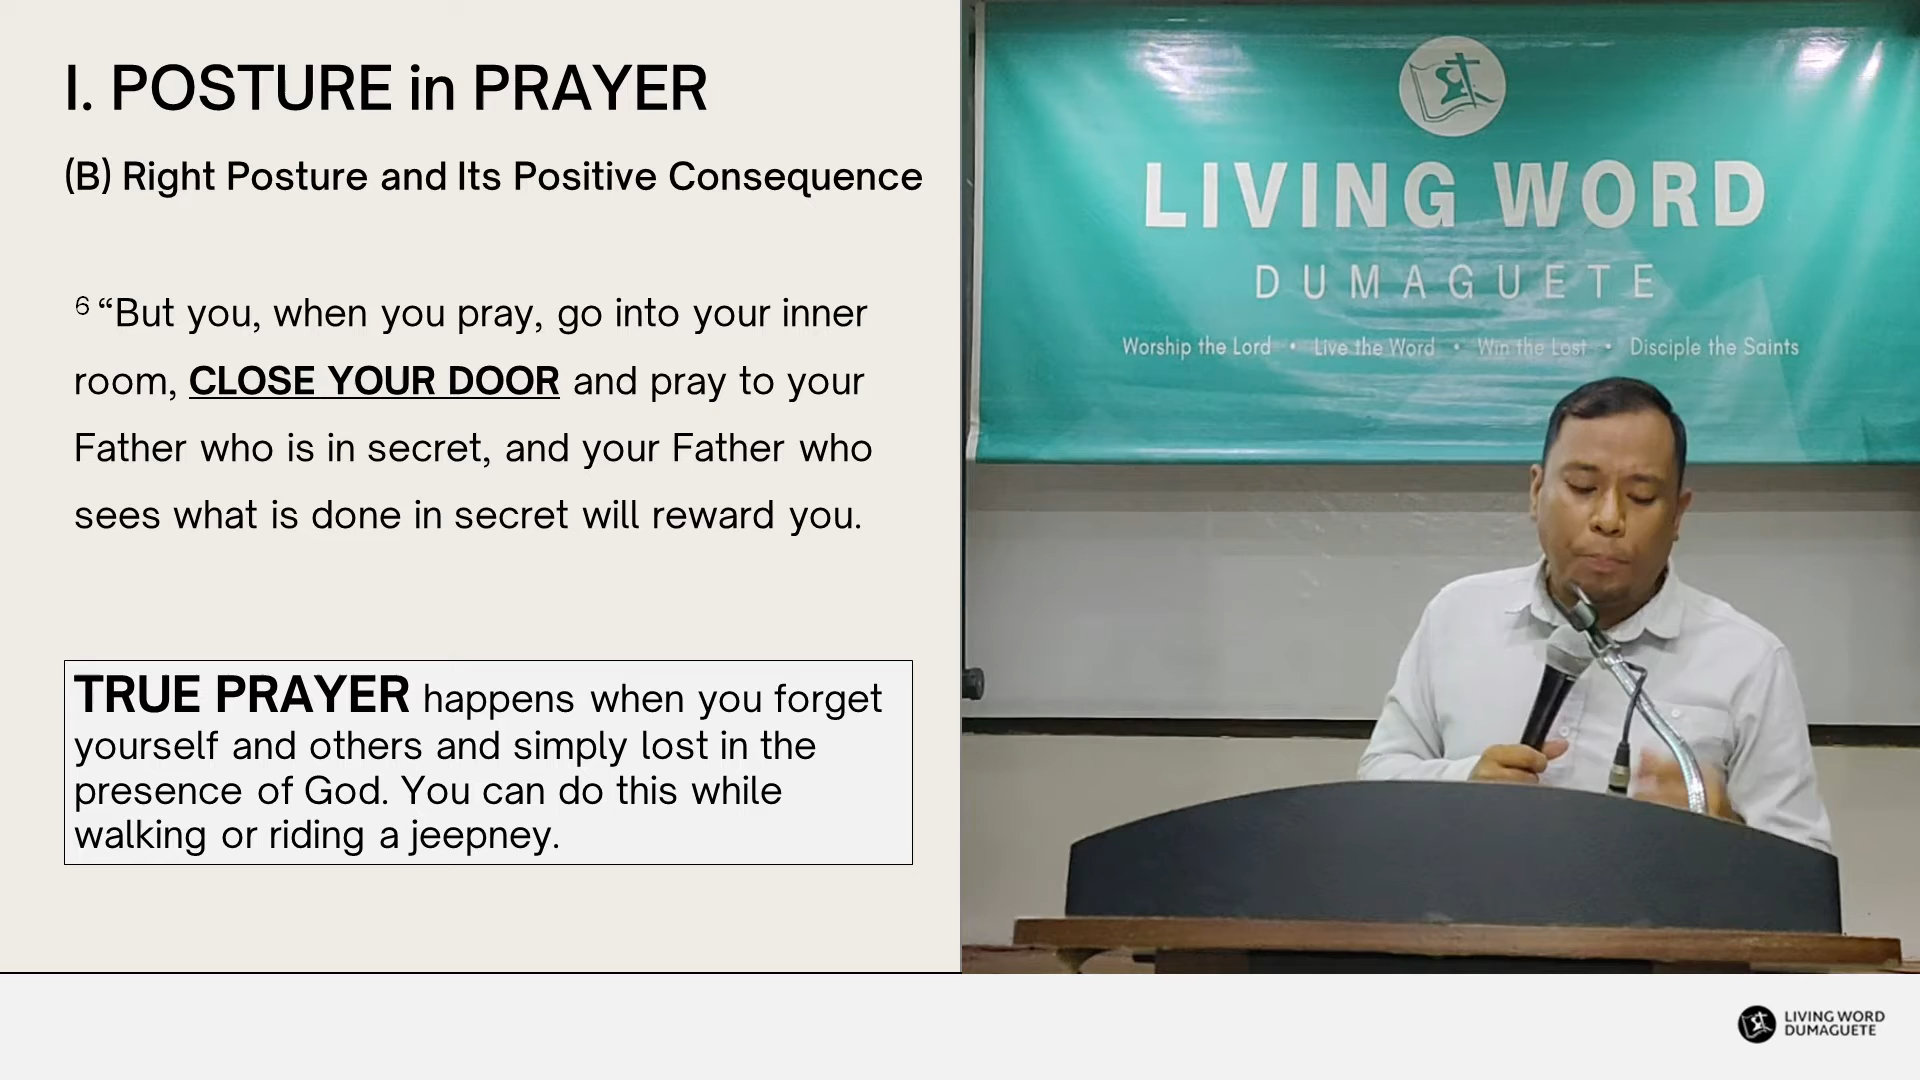 I. POSTURE in PRAYER
(B) Right Posture and Its Positive Consequence
6 “But you, when you pray, go into your inner
room, CLOSE YOUR DOOR and pray to your
Father who is in secret, and your Father who
sees what is done in secret will reward you.
TRUE PRAYER happens when you forget
yourself and others and simply lost in the
presence of God. You can do this while
walking or riding a jeepney.
LIVING WORD
DUMAGUETE
Worship the Lord • Live the Word • Win the Lost • Disciple the Saints
LIVING WORD
DUMAGUETE